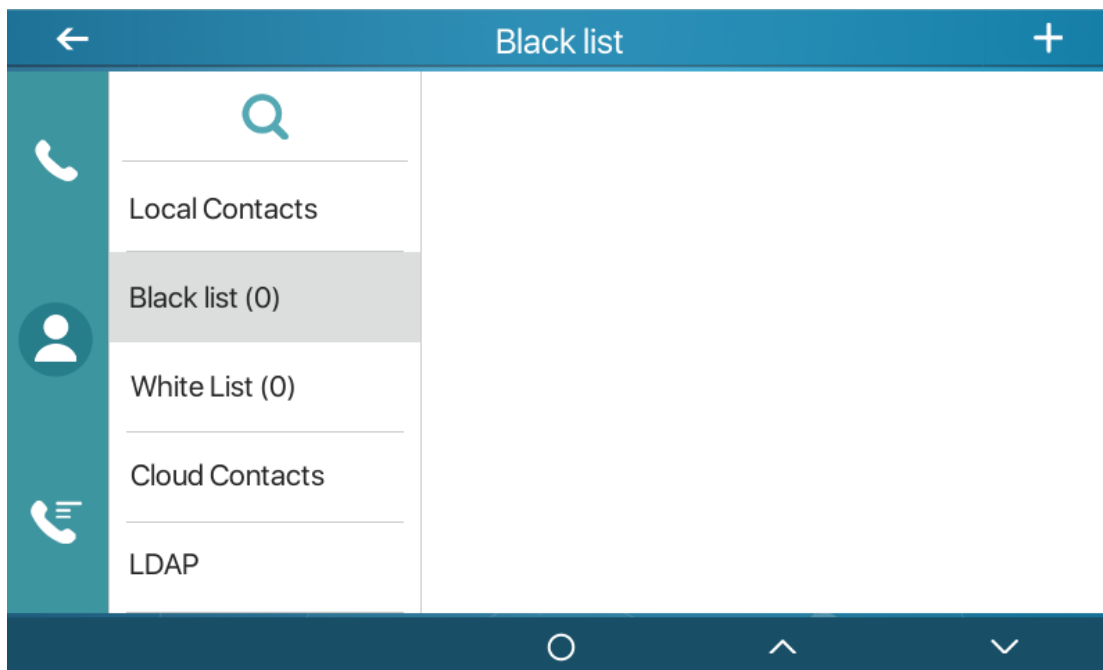 Black list
Local Contacts
Black list (0)
White List (0)
Cloud Contacts
LDAP